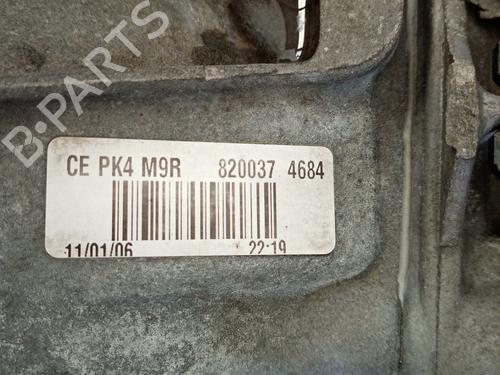 B-PARTS
CE PK4 M9R 820037 4684
11/01/06 22:19